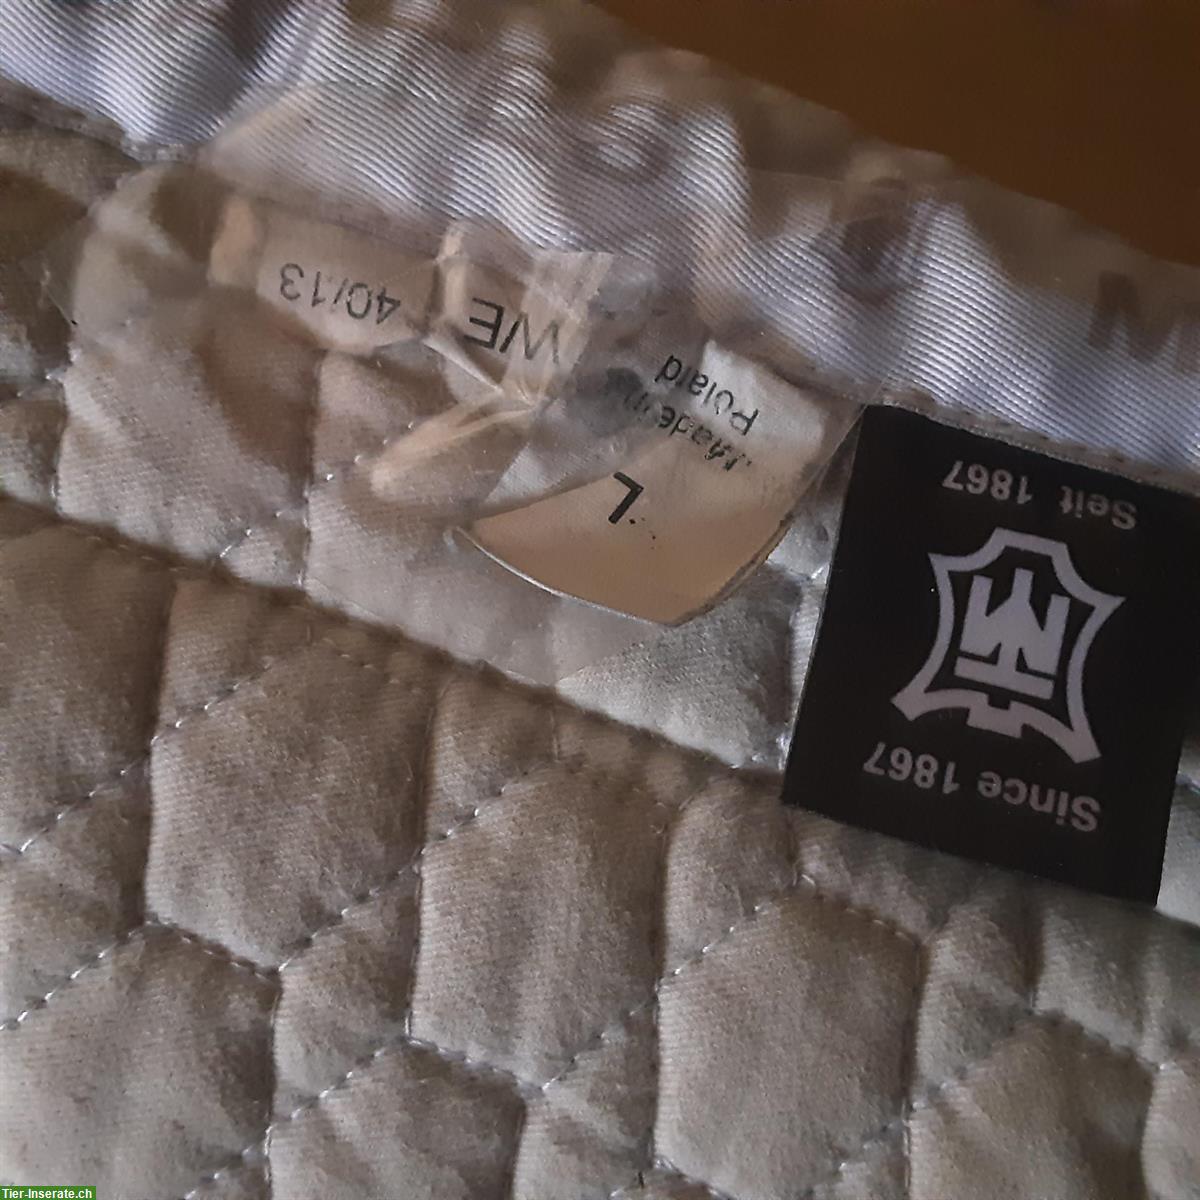 Since 1867
Seit 1867
L
Made in
Poland
WE
40/13
Tier-Inserate.ch